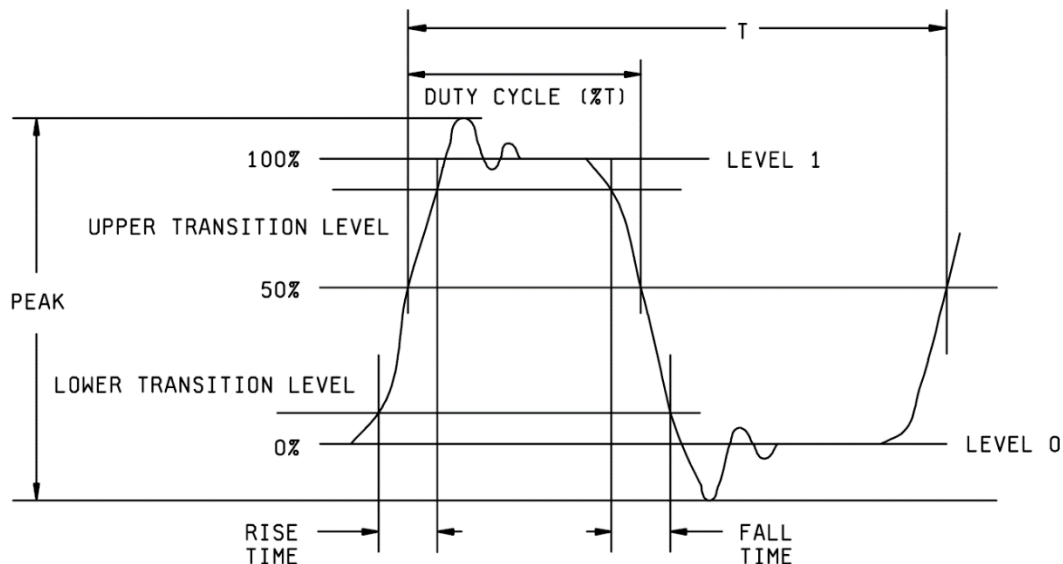 T
DUTY CYCLE (%T)
100%
LEVEL 1
UPPER TRANSITION LEVEL
50%
PEAK
LOWER TRANSITION LEVEL
0%
LEVEL 0
RISE
TIME
FALL
TIME